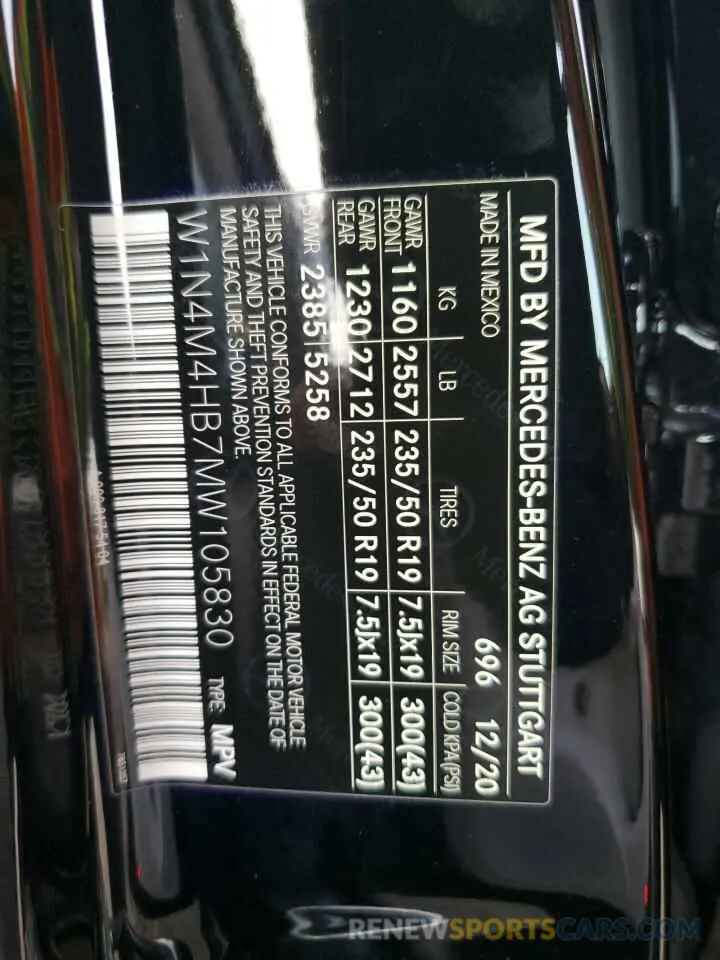 MFD BY MERCEDES-BENZ AG STUTTGART
MADE IN MEXICO 696 12/20
KG LB TIRES RIM SIZE COLD KPA(PSI)
GAWR FRONT 1160 2557 235/50 R19 7.5Jx19 300(43)
GAWR REAR 1230 2712 235/50 R19 7.5Jx19 300(43)
GVWR 2385 5258
THIS VEHICLE CONFORMS TO ALL APPLICABLE FEDERAL MOTOR VEHICLE
SAFETY AND THEFT PREVENTION STANDARDS IN EFFECT ON THE DATE OF
MANUFACTURE SHOWN ABOVE.
W1N4M4HB7MW105830 TYPE: MPV
RENEWSPORTSCARS.COM